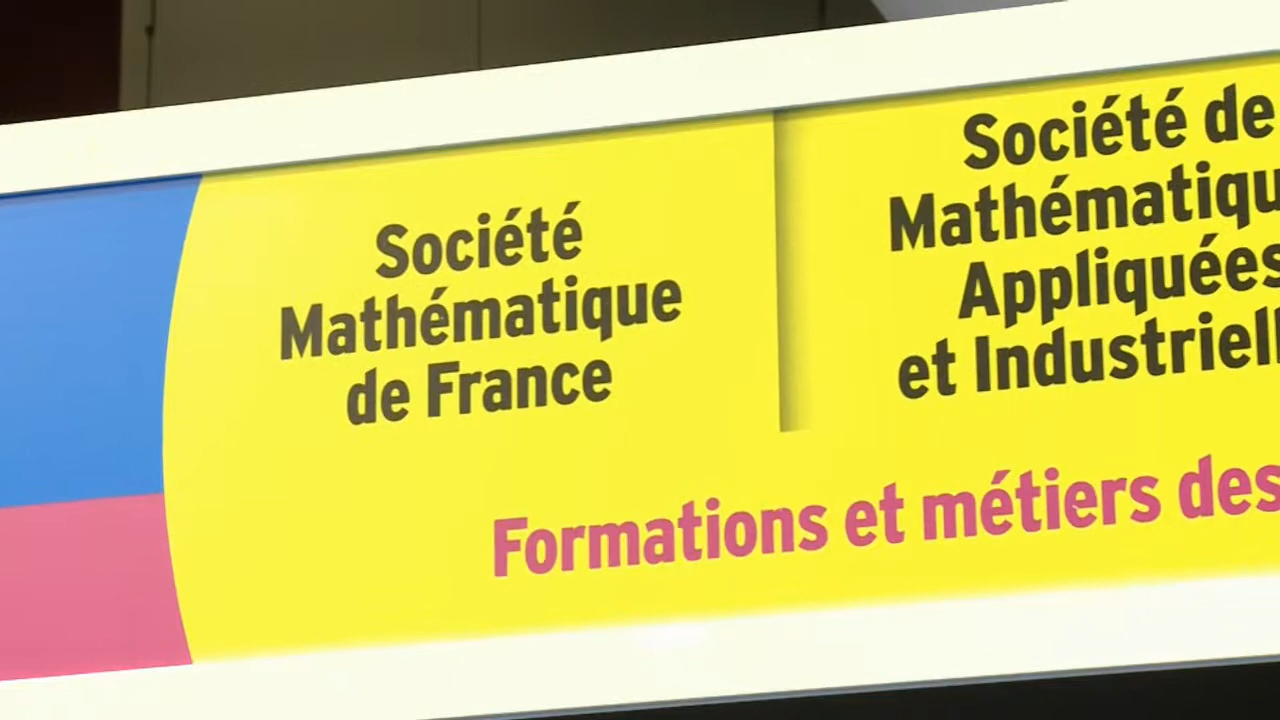 Société
Mathématique
de France
Société de
Mathématiqu
Appliquées
et Industriell
Formations et métiers des